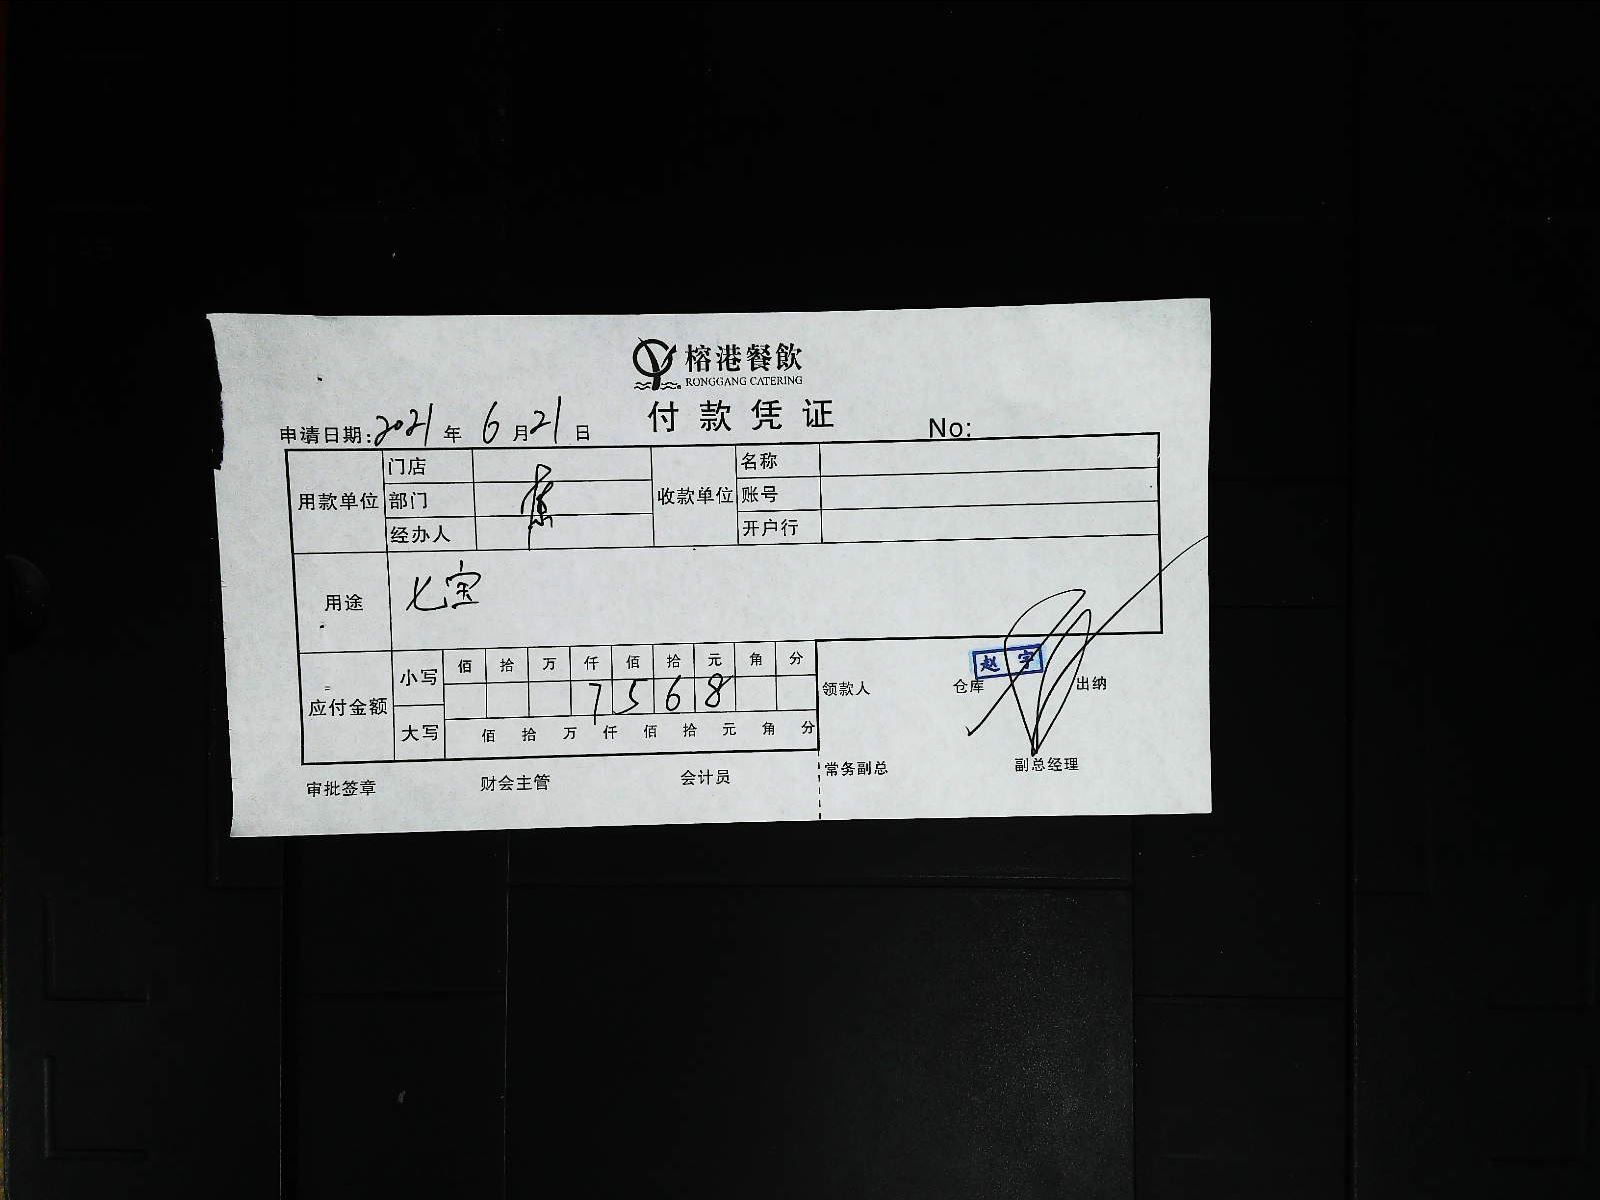 榕港餐飲
RONGGANG CATERING
付款凭证
申请日期:2021年6月21日
No:
用款单位
门店
部门
经办人
收款单位
名称
账号
开户行
用途
七宝
应付金额
小写
佰 拾 万 仟 佰 拾 元 角 分
7 5 6 8
大写
佰 拾 万 仟 佰 拾 元 角 分
领款人
仓库
赵宇
出纳
审批签章
财会主管
会计员
常务副总
副总经理